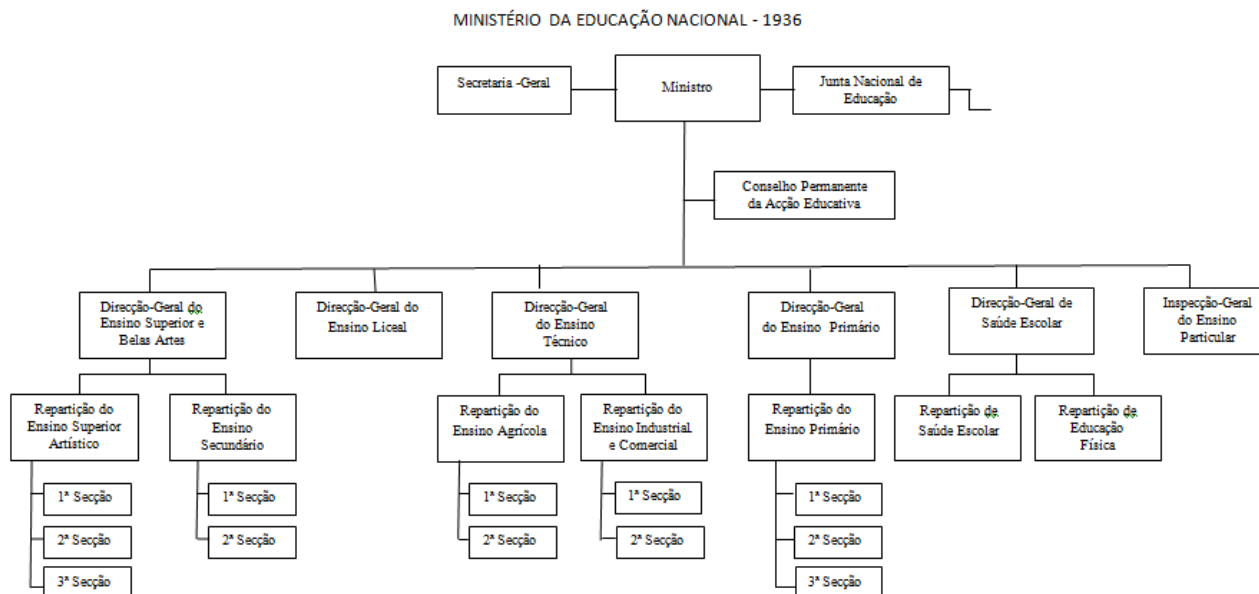 MINISTÉRIO DA EDUCAÇÃO NACIONAL - 1936
Secretaria -Geral
Ministro
Junta Nacional de
Educação
Conselho Permanente
da Acção Educativa
Direcção-Geral do
Ensino Superior e
Belas Artes
Direcção-Geral do
Ensino Liceal
Direcção-Geral
do Ensino
Técnico
Direcção-Geral
do Ensino Primário
Direcção-Geral de
Saúde Escolar
Inspecção-Geral
do Ensino
Particular
Repartição do
Ensino Superior
Artístico
Repartição do
Ensino
Secundário
Repartição do
Ensino Agrícola
Repartição do
Ensino Industrial
e Comercial
Repartição do
Ensino Primário
Repartição de
Saúde Escolar
Repartição de
Educação
Física
1ª Secção
2ª Secção
3ª Secção
1ª Secção
2ª Secção
1ª Secção
2ª Secção
1ª Secção
2ª Secção
1ª Secção
2ª Secção
3ª Secção